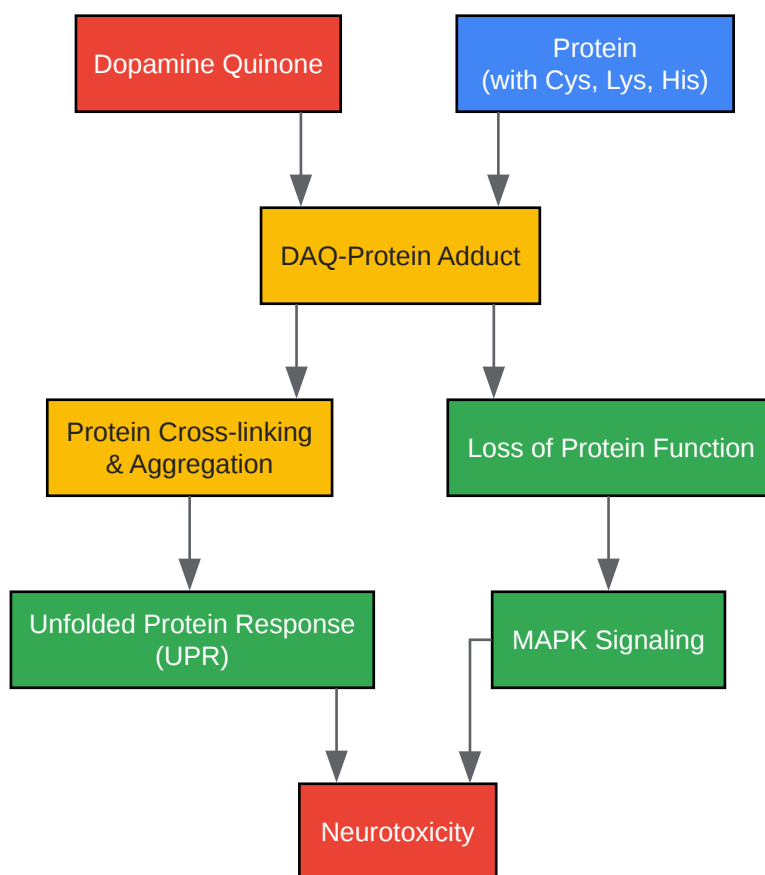 Dopamine Quinone
Protein
(with Cys, Lys, His)
DAQ-Protein Adduct
Protein Cross-linking
& Aggregation
Loss of Protein Function
Unfolded Protein Response
(UPR)
MAPK Signaling
Neurotoxicity